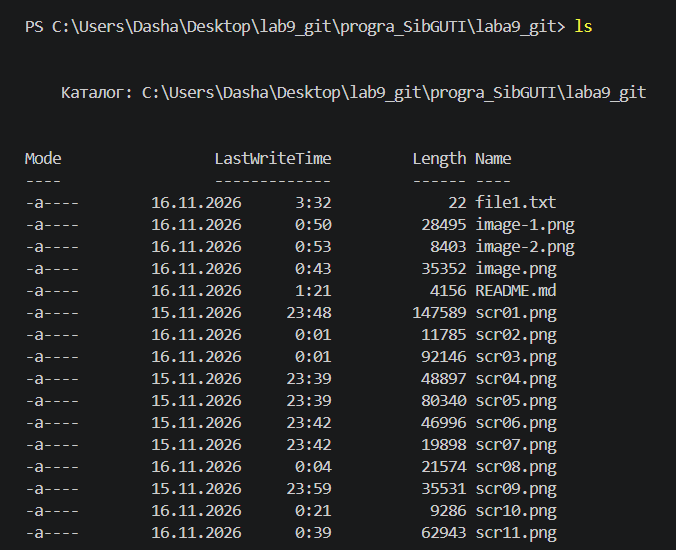 PS C:\Users\Dasha\Desktop\lab9_git\progra_SibGUTI\laba9_git> ls
Каталог: C:\Users\Dasha\Desktop\lab9_git\progra_SibGUTI\laba9_git
Mode LastWriteTime Length Name
---- ------------- ------ ----
-a---- 16.11.2026 3:32 22 file1.txt
-a---- 16.11.2026 0:50 28495 image-1.png
-a---- 16.11.2026 0:53 8403 image-2.png
-a---- 16.11.2026 0:43 35352 image.png
-a---- 16.11.2026 1:21 4156 README.md
-a---- 15.11.2026 23:48 147589 scr01.png
-a---- 16.11.2026 0:01 11785 scr02.png
-a---- 16.11.2026 0:01 92146 scr03.png
-a---- 15.11.2026 23:39 48897 scr04.png
-a---- 15.11.2026 23:39 80340 scr05.png
-a---- 15.11.2026 23:42 46996 scr06.png
-a---- 15.11.2026 23:42 19898 scr07.png
-a---- 16.11.2026 0:04 21574 scr08.png
-a---- 15.11.2026 23:59 35531 scr09.png
-a---- 16.11.2026 0:21 9286 scr10.png
-a---- 16.11.2026 0:39 62943 scr11.png